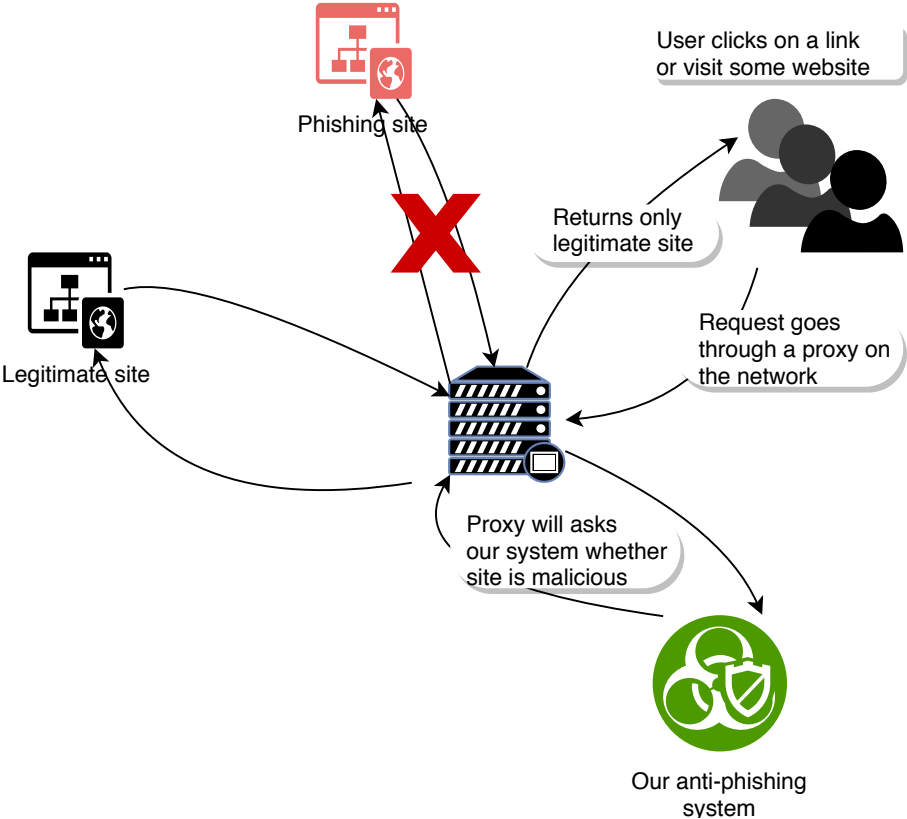 Phishing site
User clicks on a link
or visit some website
Returns only
legitimate site
Legitimate site
Request goes
through a proxy on
the network
Proxy will asks
our system whether
site is malicious
Our anti-phishing
system